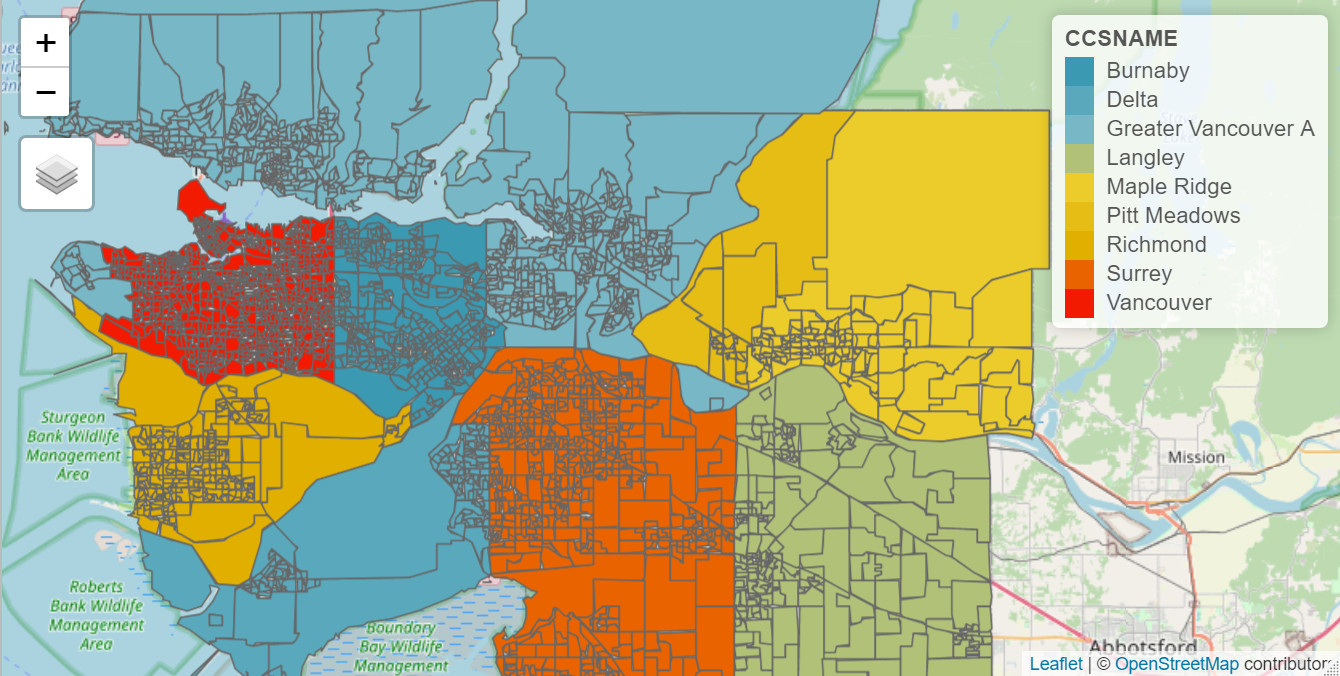 +
−
CCSNAME
Burnaby
Delta
Greater Vancouver A
Langley
Maple Ridge
Pitt Meadows
Richmond
Surrey
Vancouver
Sturgeon
Bank Wildlife
Management
Area
Mission
Roberts
Bank Wildlife
Management
Area
Boundary
Bay Wildlife
Management
Abbotsford
Leaflet | © OpenStreetMap contributor